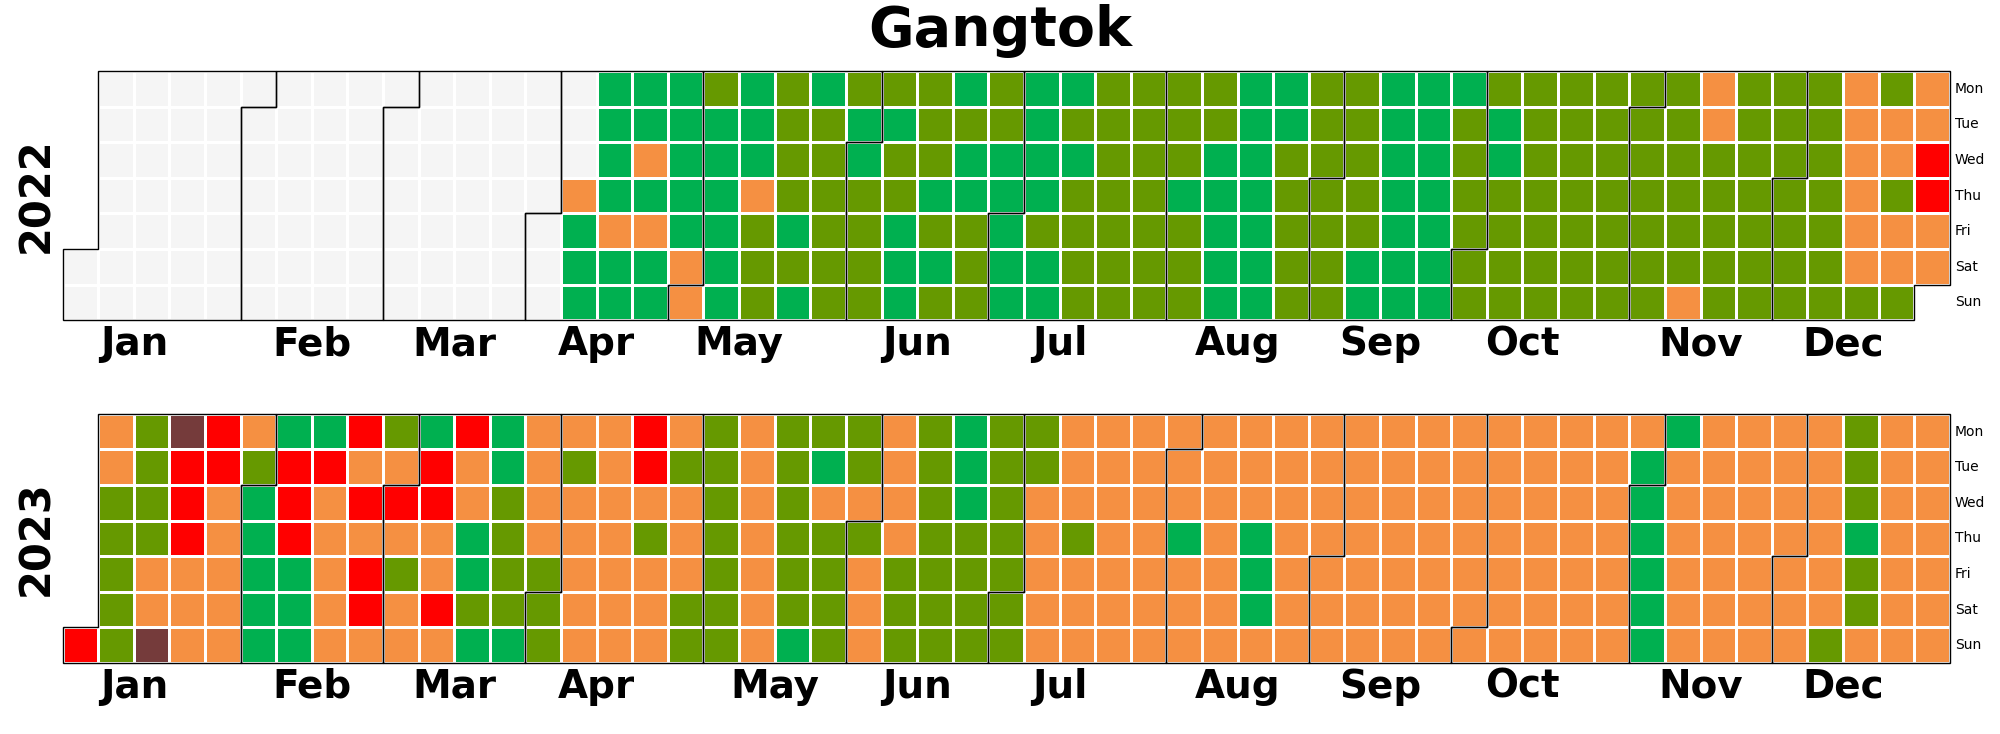 Gangtok
2022
Mon
Tue
Wed
Thu
Fri
Sat
Sun
Jan Feb Mar Apr May Jun Jul Aug Sep Oct Nov Dec
2023
Mon
Tue
Wed
Thu
Fri
Sat
Sun
Jan Feb Mar Apr May Jun Jul Aug Sep Oct Nov Dec